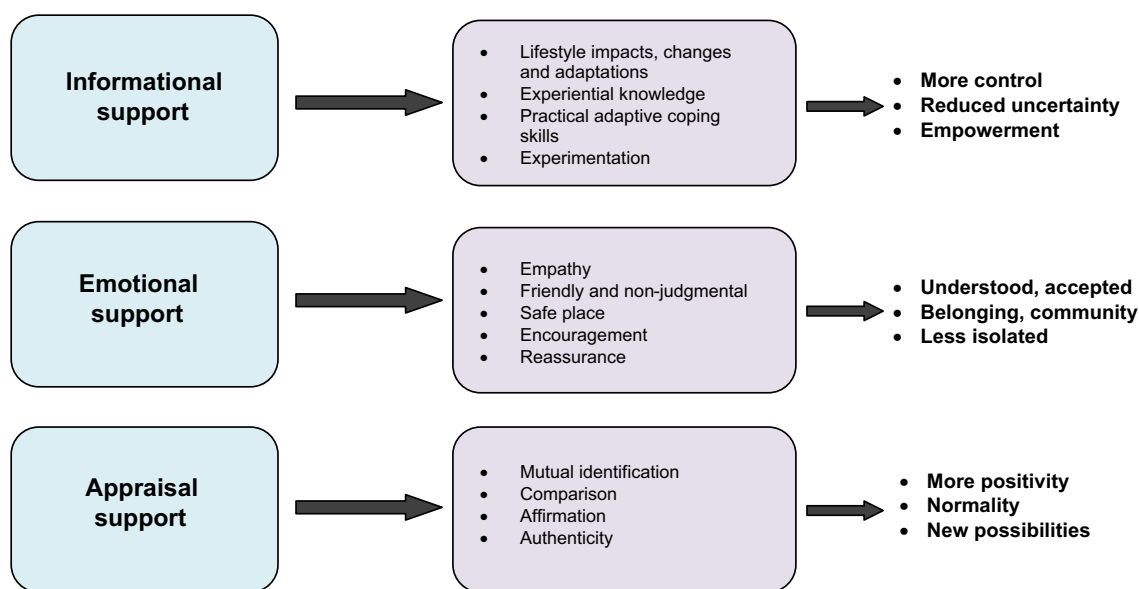 Informational
support
• Lifestyle impacts, changes
and adaptations
• Experiential knowledge
• Practical adaptive coping
skills
• Experimentation
• More control
• Reduced uncertainty
• Empowerment
Emotional
support
• Empathy
• Friendly and non-judgmental
• Safe place
• Encouragement
• Reassurance
• Understood, accepted
• Belonging, community
• Less isolated
Appraisal
support
• Mutual identification
• Comparison
• Affirmation
• Authenticity
• More positivity
• Normality
• New possibilities